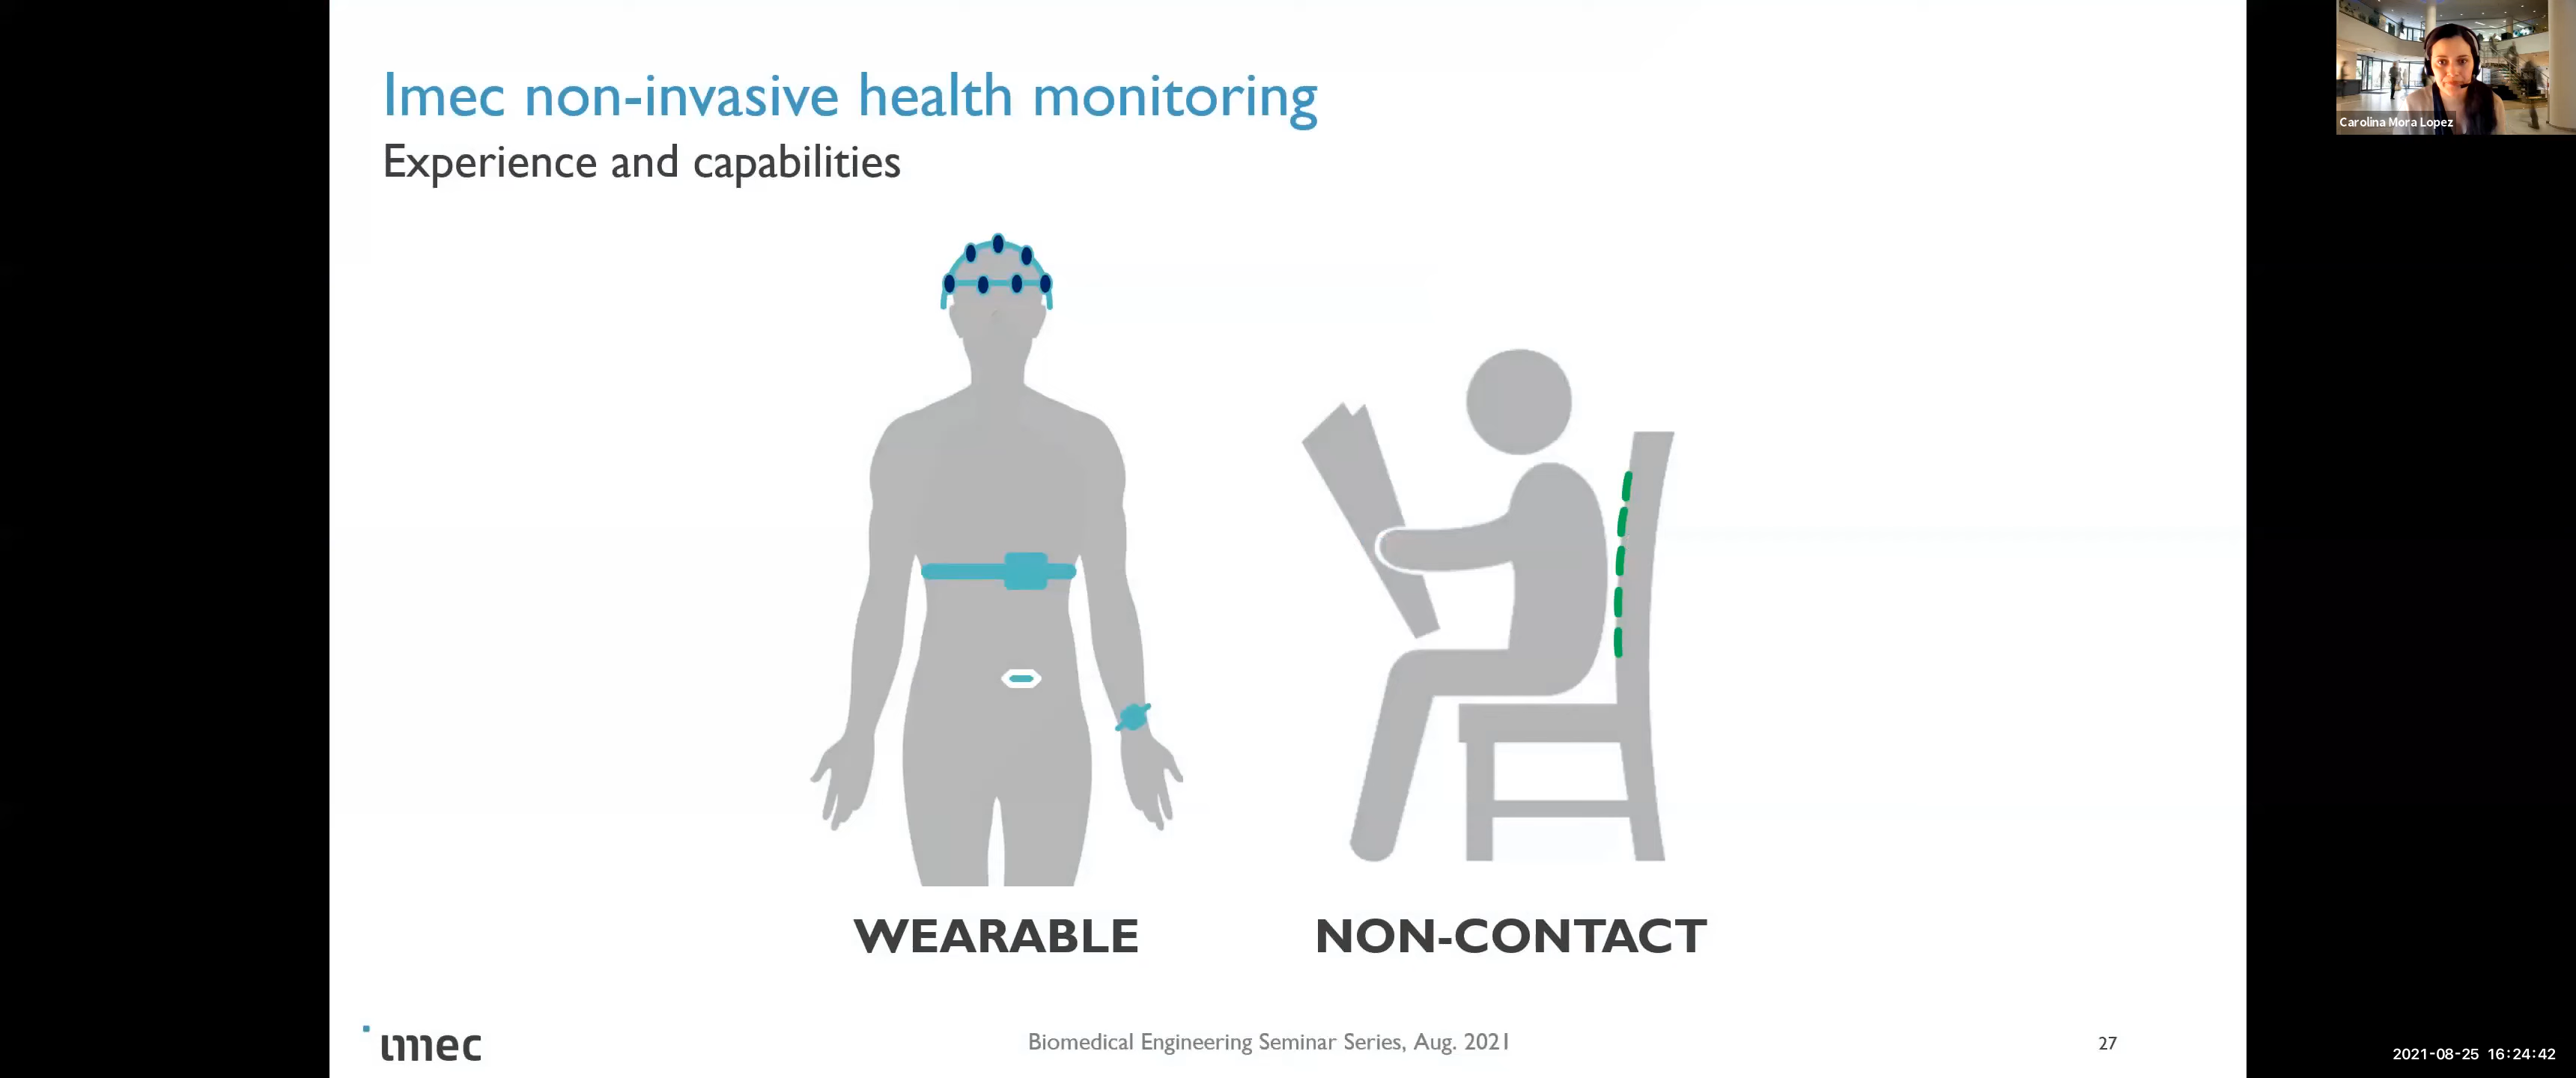 Imec non-invasive health monitoring
Experience and capabilities
Carolina Mora Lopez
WEARABLE
NON-CONTACT
imec
Biomedical Engineering Seminar Series, Aug. 2021
27
2021-08-25 16:24:42